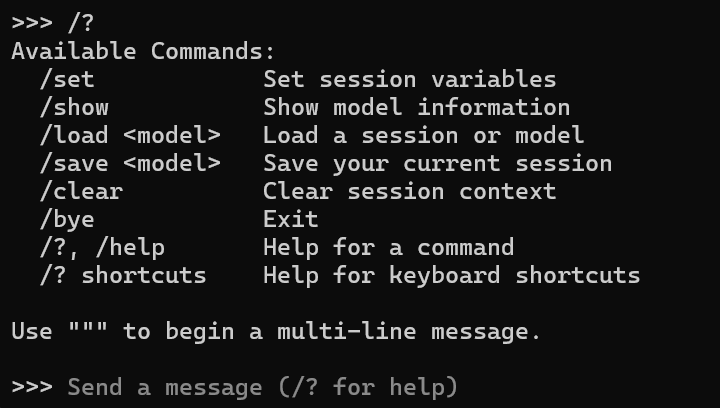 >>> /?
Available Commands:
  /set            Set session variables
  /show           Show model information
  /load <model>   Load a session or model
  /save <model>   Save your current session
  /clear          Clear session context
  /bye            Exit
  /?, /help       Help for a command
  /? shortcuts    Help for keyboard shortcuts

Use """ to begin a multi-line message.

>>> Send a message (/? for help)